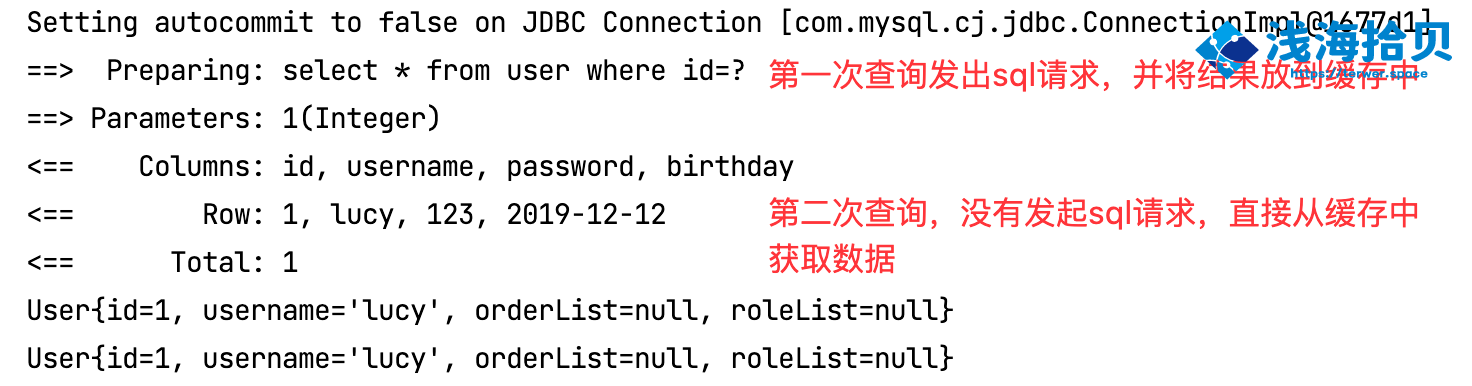 Setting autocommit to false on JDBC Connection [com.mysql.cj.jdbc.ConnectionImpl@1677d1]
浅海拾贝
https://terwer.space
==>  Preparing: select * from user where id=?
第一次查询发出sql请求，并将结果放到缓存中
==> Parameters: 1(Integer)
<==    Columns: id, username, password, birthday
<==        Row: 1, lucy, 123, 2019-12-12
第二次查询，没有发起sql请求，直接从缓存中
获取数据
<==      Total: 1
User{id=1, username='lucy', orderList=null, roleList=null}
User{id=1, username='lucy', orderList=null, roleList=null}